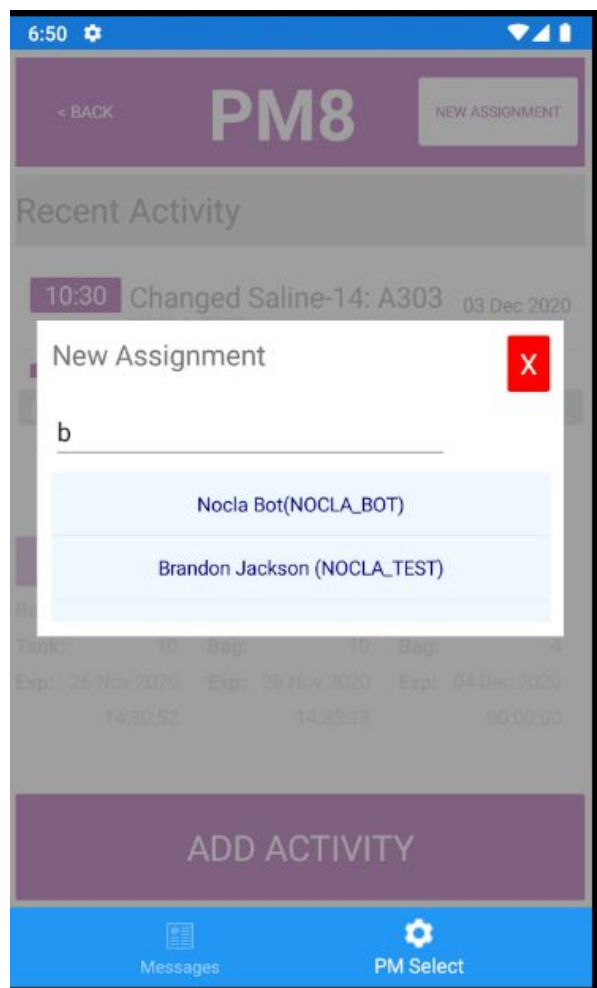 6:50
< BACK
PM8
NEW ASSIGNMENT
Recent Activity
10:30 Changed Saline-14: A303 03 Dec 2020
New Assignment
X
b
Nocla Bot(NOCLA_BOT)
Brandon Jackson (NOCLA_TEST)
Tank: 10 Bag: 10 Bag: 4
Exp: 26 Nov 2020 Exp: 26 Nov 2020 Exp: 04 Dec 2020
14:30:52 14:35:13 00:00:00
ADD ACTIVITY
Messages
PM Select